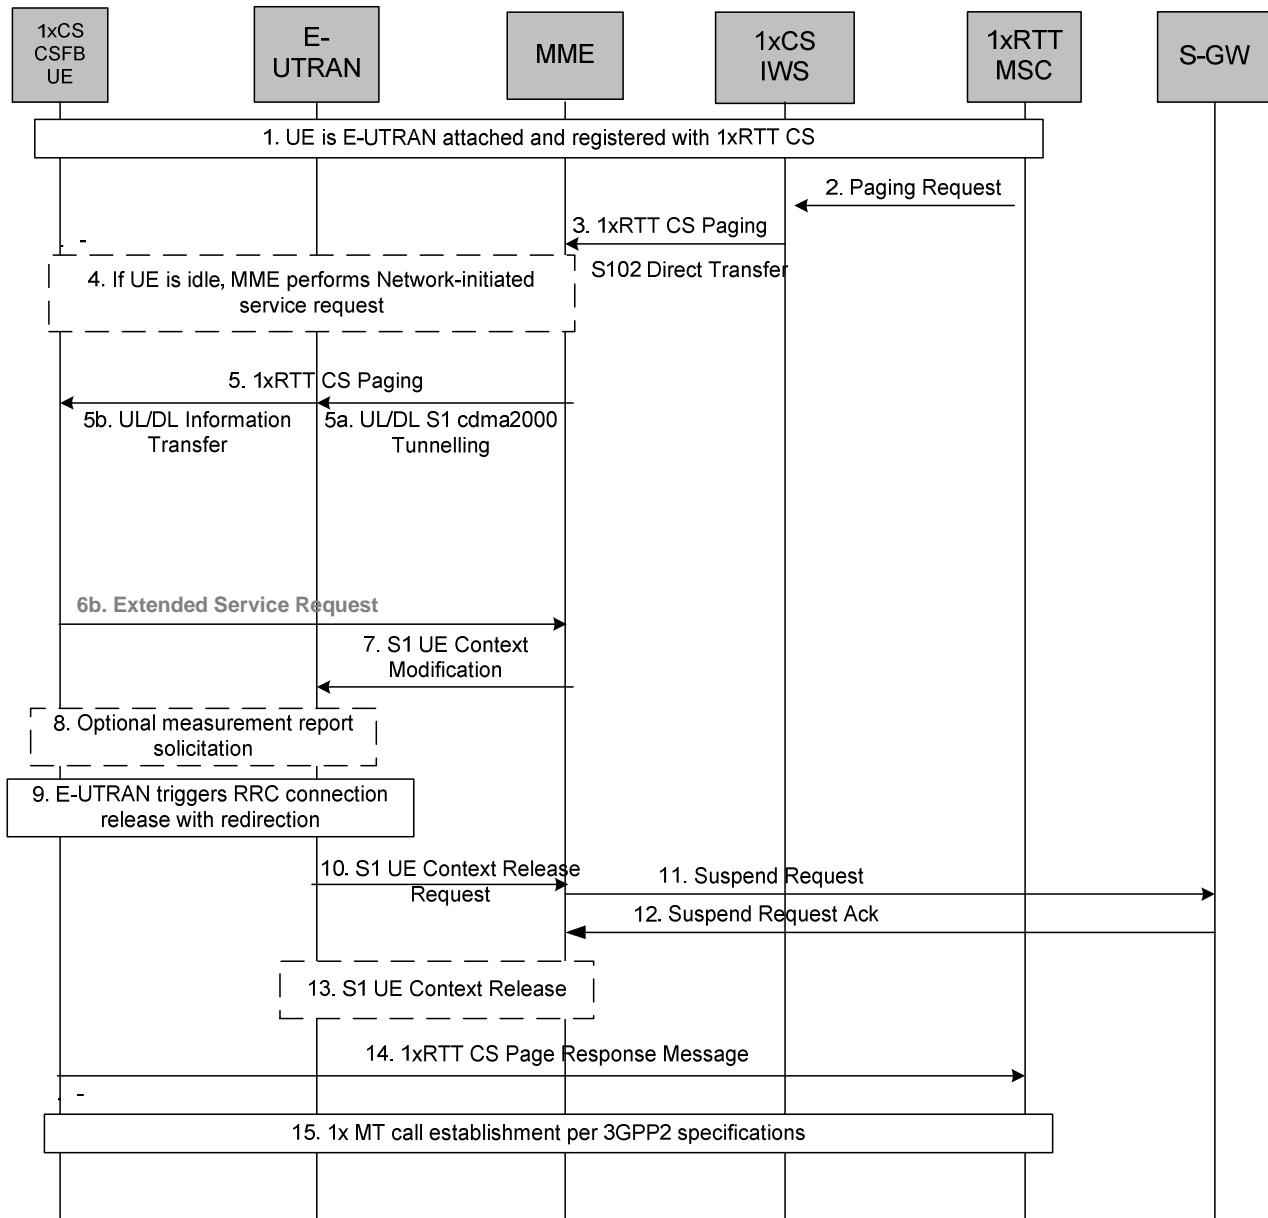 1xCS
CSFB
UE
E-
UTRAN
MME
1xCS
IWS
1xRTT
MSC
S-GW
1. UE is E-UTRAN attached and registered with 1xRTT CS
2. Paging Request
3. 1xRTT CS Paging
S102 Direct Transfer
4. If UE is idle, MME performs Network-initiated
service request
5. 1xRTT CS Paging
5b. UL/DL Information
Transfer
5a. UL/DL S1 cdma2000
Tunnelling
6b. Extended Service Request
7. S1 UE Context
Modification
8. Optional measurement report
solicitation
9. E-UTRAN triggers RRC connection
release with redirection
10. S1 UE Context Release
Request
11. Suspend Request
12. Suspend Request Ack
13. S1 UE Context Release
14. 1xRTT CS Page Response Message
15. 1x MT call establishment per 3GPP2 specifications